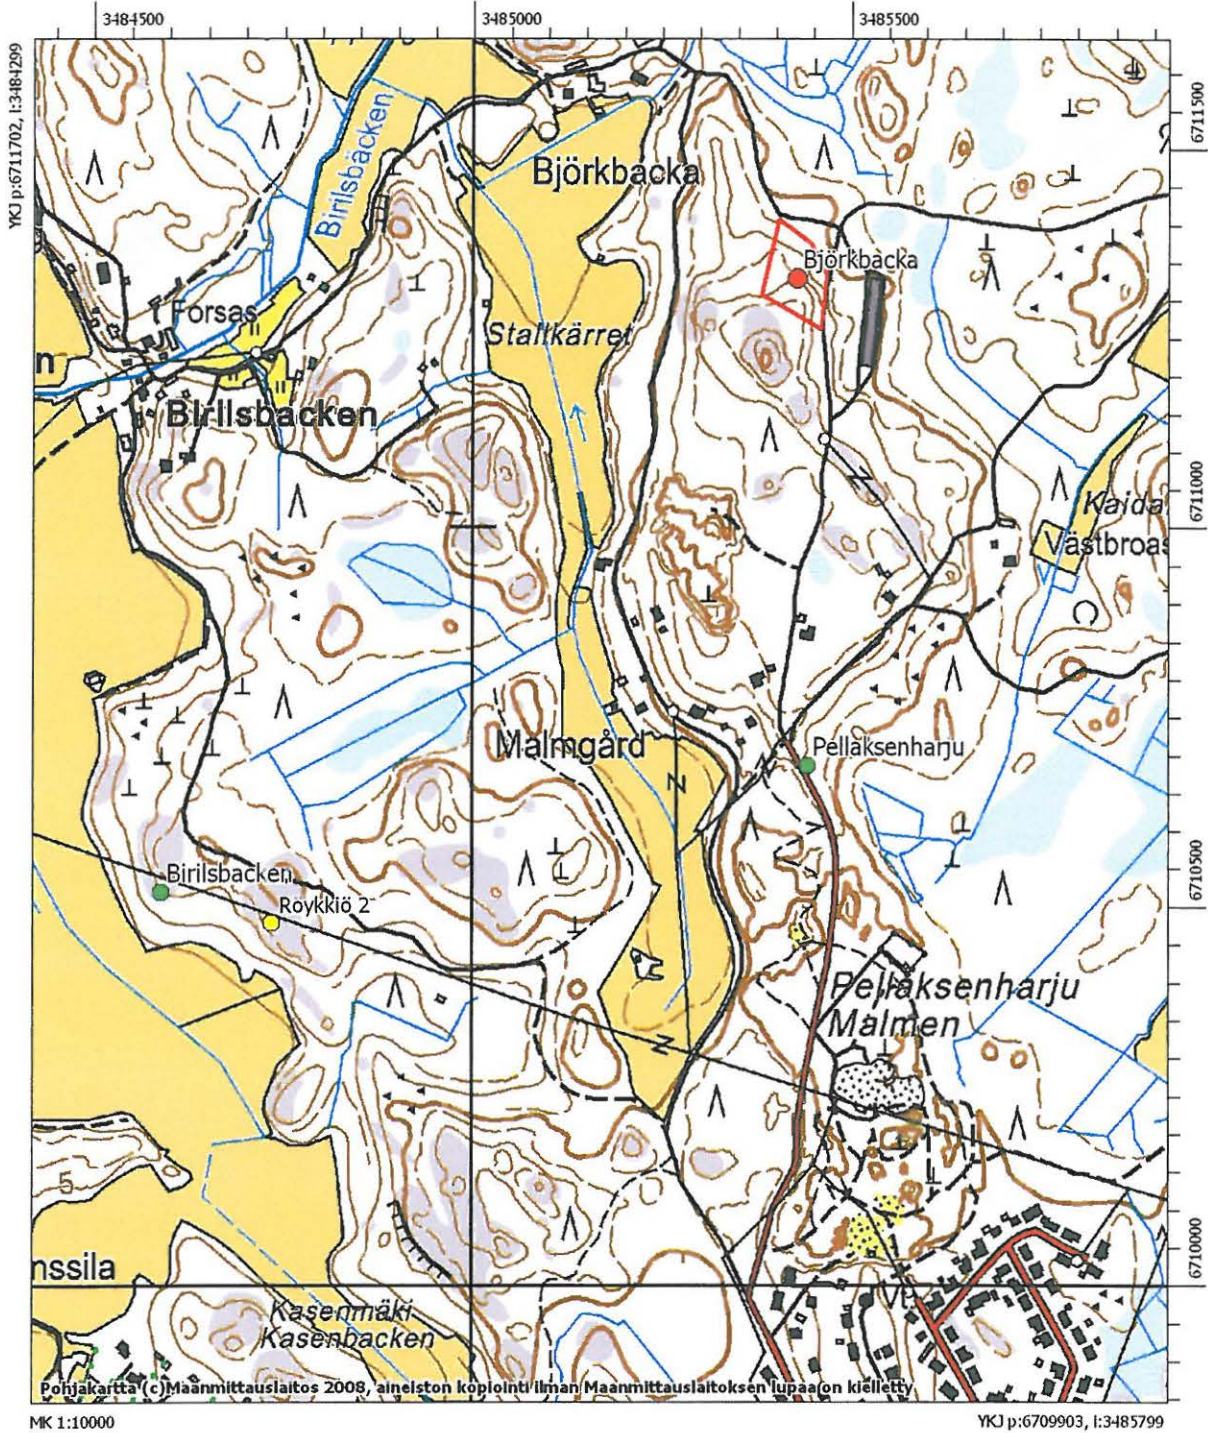 3484500
3485000
3485500
YKJ p:6711702, i:3484299
6711500
Birilsbäcken
Björkbacka
Björkbacka
Forsas
Stallkärret
n
Birilsbacken
6711000
Kaida
Västbroas
Malmgård
Pellaksenharju
Birilsbacken
Röykkiö 2
6710500
Pellaksenharju
Malmen
5
nssila
6710000
Vt.
Kasenmäki
Kasenbacken
Pohjakartta (c)Maanmittauslaitos 2008, aineiston kopiointi ilman Maanmittauslaitoksen lupaa on kielletty
MK 1:10000
YKJ p:6709903, i:3485799